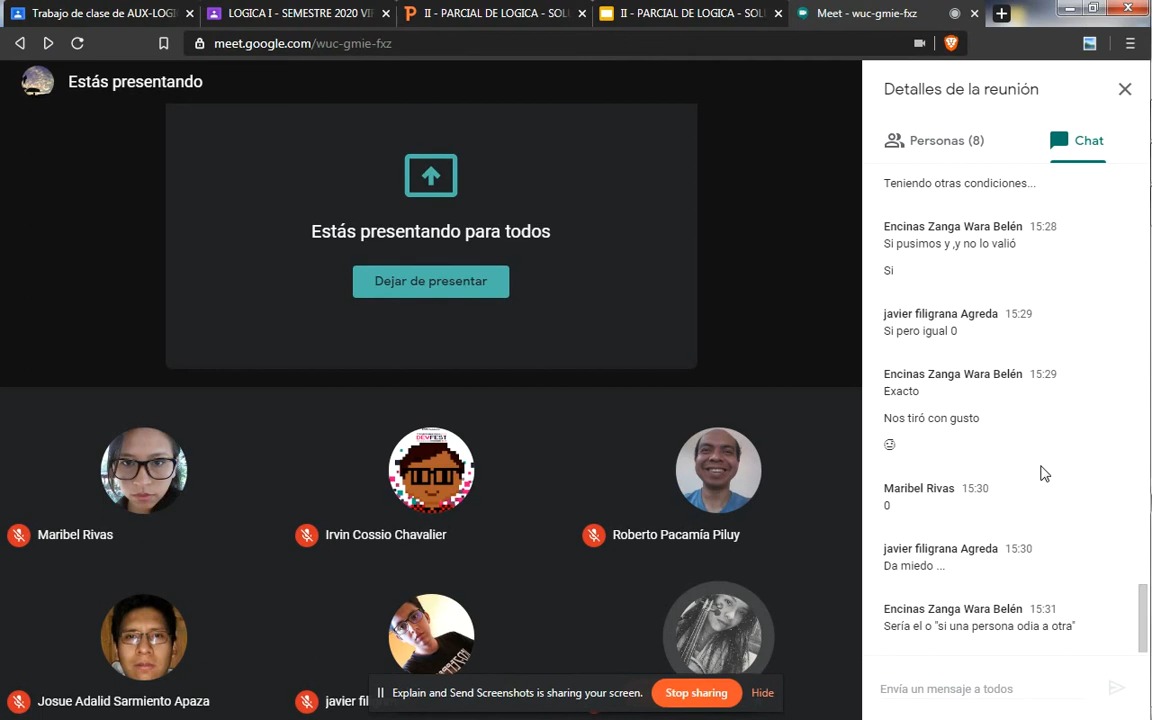 Trabajo de clase de AUX-LOGI
LOGICA I - SEMESTRE 2020 VI
II - PARCIAL DE LOGICA - SOL
II - PARCIAL DE LOGICA - SOL
Meet - wuc-gmie-fxz
meet.google.com/wuc-gmie-fxz
Estás presentando
Estás presentando para todos
Dejar de presentar
Maribel Rivas
Irvin Cossio Chavalier
Roberto Pacamía Piluy
Josue Adalid Sarmiento Apaza
javier fil
Explain and Send Screenshots is sharing your screen.
Stop sharing
Hide
Detalles de la reunión
Personas (8)
Chat
Teniendo otras condiciones...
Encinas Zanga Wara Belén 15:28
Si pusimos y ,y no lo valió
Si
javier filigrana Agreda 15:29
Si pero igual 0
Encinas Zanga Wara Belén 15:29
Exacto
Nos tiró con gusto
Maribel Rivas 15:30
0
javier filigrana Agreda 15:30
Da miedo ...
Encinas Zanga Wara Belén 15:31
Sería el o "si una persona odia a otra"
Envía un mensaje a todos